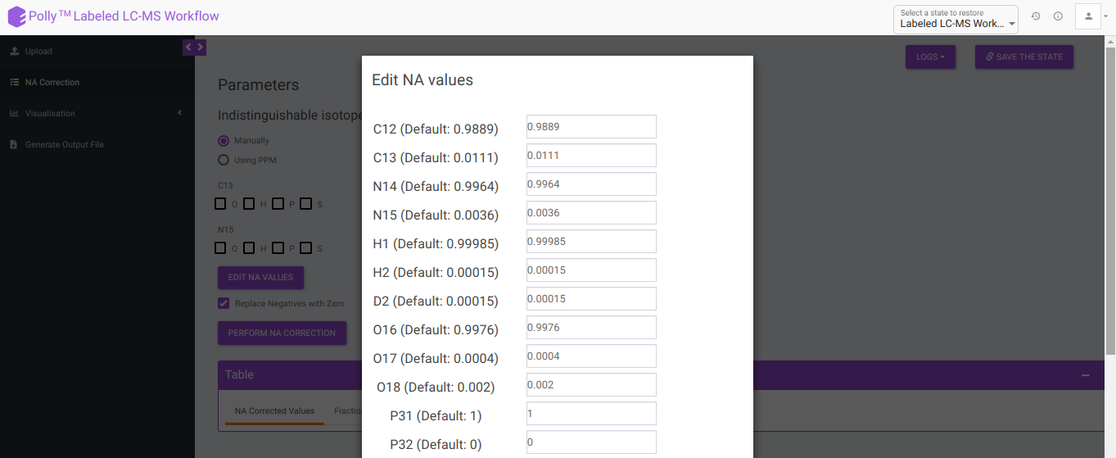 Polly™ Labeled LC-MS Workflow
Select a state to restore
Labeled LC-MS Work...
Upload
NA Correction
Visualisation
Generate Output File
LOGS
SAVE THE STATE
Parameters
Indistinguishable isotope
Manually
Using PPM
C13
O H P S
N15
O H P S
EDIT NA VALUES
Replace Negatives with Zero
PERFORM NA CORRECTION
Table
NA Corrected Values
Edit NA values
C12 (Default: 0.9889) 0.9889
C13 (Default: 0.0111) 0.0111
N14 (Default: 0.9964) 0.9964
N15 (Default: 0.0036) 0.0036
H1 (Default: 0.99985) 0.99985
H2 (Default: 0.00015) 0.00015
D2 (Default: 0.00015) 0.00015
O16 (Default: 0.9976) 0.9976
O17 (Default: 0.0004) 0.0004
O18 (Default: 0.002) 0.002
P31 (Default: 1) 1
P32 (Default: 0) 0